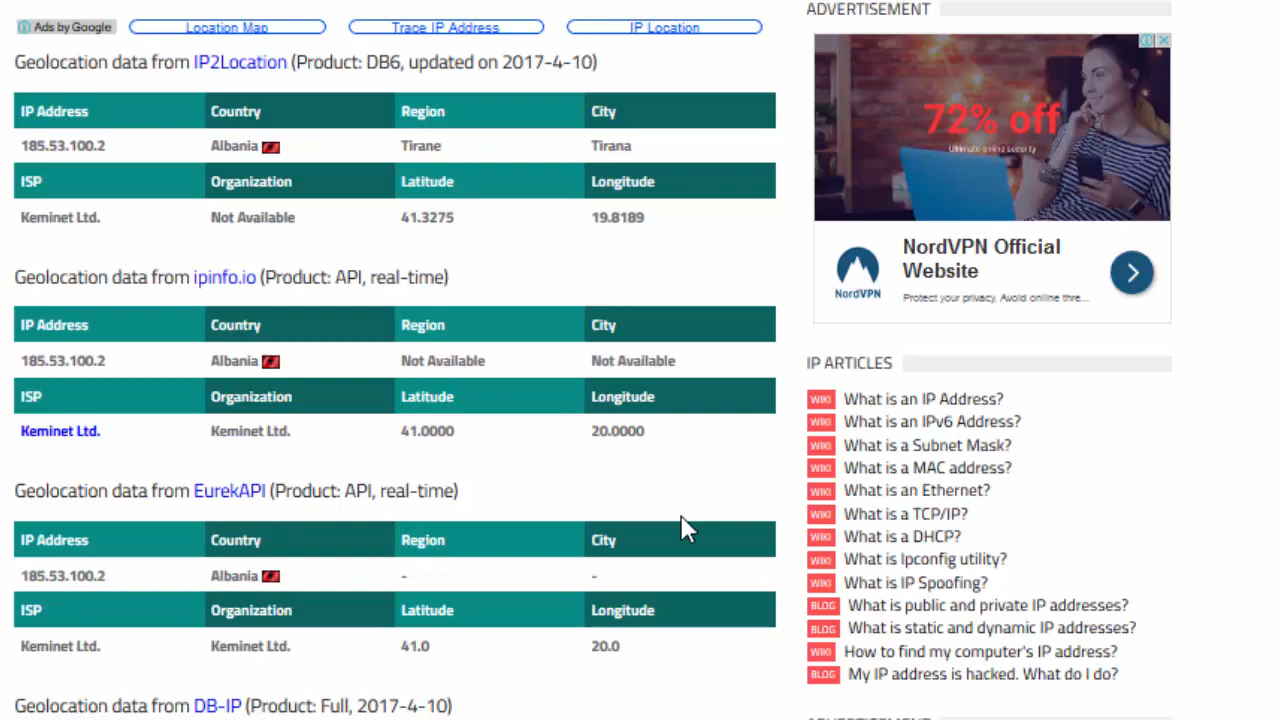 Ads by Google
Location Map
Trace IP Address
IP Location
Geolocation data from IP2Location (Product: DB6, updated on 2017-4-10)
IP Address Country Region City
185.53.100.2 Albania Tirane Tirana
ISP Organization Latitude Longitude
Keminet Ltd. Not Available 41.3275 19.8189
Geolocation data from ipinfo.io (Product: API, real-time)
IP Address Country Region City
185.53.100.2 Albania Not Available Not Available
ISP Organization Latitude Longitude
Keminet Ltd. Keminet Ltd. 41.0000 20.0000
Geolocation data from EurekAPI (Product: API, real-time)
IP Address Country Region City
185.53.100.2 Albania - -
ISP Organization Latitude Longitude
Keminet Ltd. Keminet Ltd. 41.0 20.0
Geolocation data from DB-IP (Product: Full, 2017-4-10)
ADVERTISEMENT
72% off
Ultimate online security
NordVPN Official
Website
NordVPN
Protect your privacy. Avoid online thre...
IP ARTICLES
WIKI What is an IP Address?
WIKI What is an IPv6 Address?
WIKI What is a Subnet Mask?
WIKI What is a MAC address?
WIKI What is an Ethernet?
WIKI What is a TCP/IP?
WIKI What is a DHCP?
WIKI What is Ipconfig utility?
WIKI What is IP Spoofing?
BLOG What is public and private IP addresses?
BLOG What is static and dynamic IP addresses?
WIKI How to find my computer's IP address?
BLOG My IP address is hacked. What do I do?
ADVERTISEMENT